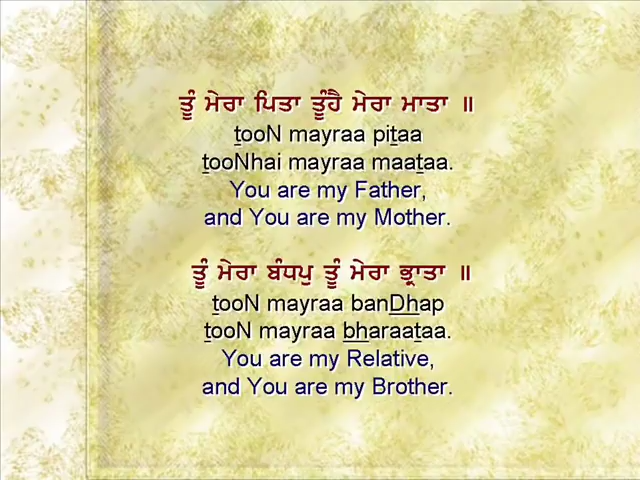 ਤੂੰ ਮੇਰਾ ਪਿਤਾ ਤੂੰਹੈ ਮੇਰਾ ਮਾਤਾ ॥
tooN mayraa pitaa
tooNhai mayraa maataa.
You are my Father,
and You are my Mother.
ਤੂੰ ਮੇਰਾ ਬੰਧਪੁ ਤੂੰ ਮੇਰਾ ਭ੍ਰਾਤਾ ॥
tooN mayraa banDhap
tooN mayraa bharaataa.
You are my Relative,
and You are my Brother.